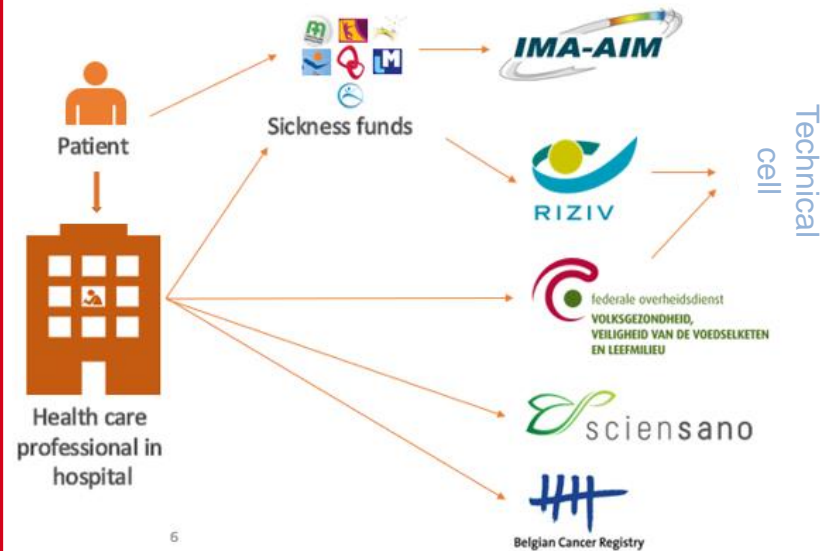 Patient
Health care
professional in
hospital
Sickness funds
LM
IMA-AIM
RIZIV
federale overheidsdienst
VOLKSGEZONDHEID,
VEILIGHEID VAN DE VOEDSELKETEN
EN LEEFMILIEU
sciensano
Belgian Cancer Registry
Technical
cell
6